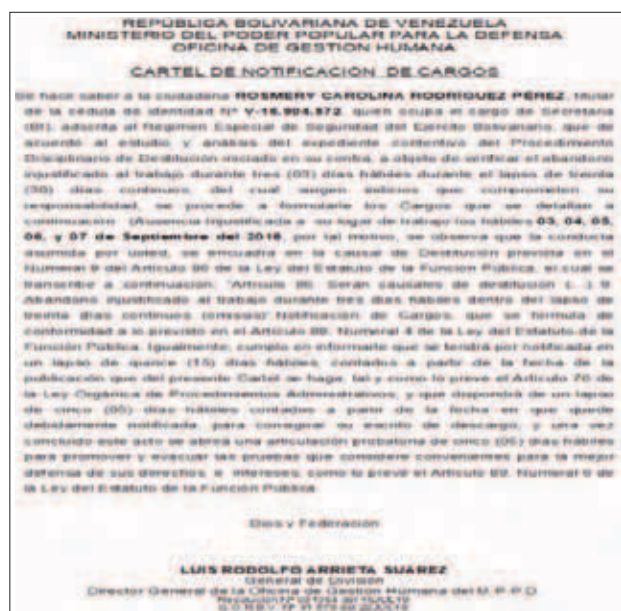 REPÚBLICA BOLIVARIANA DE VENEZUELA
MINISTERIO DEL PODER POPULAR PARA LA DEFENSA
OFICINA DE GESTION HUMANA
CARTEL DE NOTIFICACIÓN DE CARGOS
Se hace saber a la ciudadana ROSMERY CAROLINA RODRÍGUEZ PÉREZ, titular
de la cédula de identidad Nº quien ocupa el cargo de Secretaria
(BI), adscrita al Régimen Especial de Seguridad del Ejército Bolivariano, que de
acuerdo al estudio y análisis del expediente contentivo del Procedimiento
Disciplinario de Destitución iniciado en su contra, a objeto de verificar el abandono
injustificado al trabajo durante tres (03) días hábiles durante el lapso de treinta
(30) días continuos, del cual surgen indicios que comprometen su
responsabilidad, se procede a formularle los Cargos que se detallan a
continuación: (Ausencia Injustificada a su lugar de trabajo los hábiles 03, 04, 05,
06, y 07 de Septiembre del 2018, por tal motivo, se observa que la conducta
asumida por usted, se encuadra en la causal de Destitución prevista en el
Numeral 9 del Artículo 86 de la Ley del Estatuto de la Función Pública, el cual se
transcribe a continuación: "Artículo 86. Serán causales de destitución (...) 9.
Abandono injustificado al trabajo durante tres días hábiles dentro del lapso de
treinta días continuos (omissis) Notificación de Cargos, que se formula de
conformidad a lo previsto en el Artículo 89, Numeral 4 de la Ley del Estatuto de la
Función Pública. Igualmente, cumplo en informarle que se tendrá por notificada en
un lapso de quince (15) días hábiles, contados a partir de la fecha de la
publicación que del presente Cartel se haga, tal y como lo prevé el Artículo 76 de
la Ley Orgánica de Procedimientos Administrativos, y que dispondrá de un lapso
de cinco (05) días hábiles contados a partir de la fecha en que quede
debidamente notificada, para consignar su escrito de descargo, y una vez
concluido este acto se abrirá una articulación probatoria de cinco (05) días hábiles
para promover y evacuar las pruebas que considere convenientes para la mejor
defensa de sus derechos e intereses, como lo prevé el Artículo 89, Numeral 6 de
la Ley del Estatuto de la Función Pública.
Dios y Federación
LUIS RODOLFO ARRIETA SUÁREZ
General de División
Director General de la Oficina de Gestión Humana del M.P.P.D